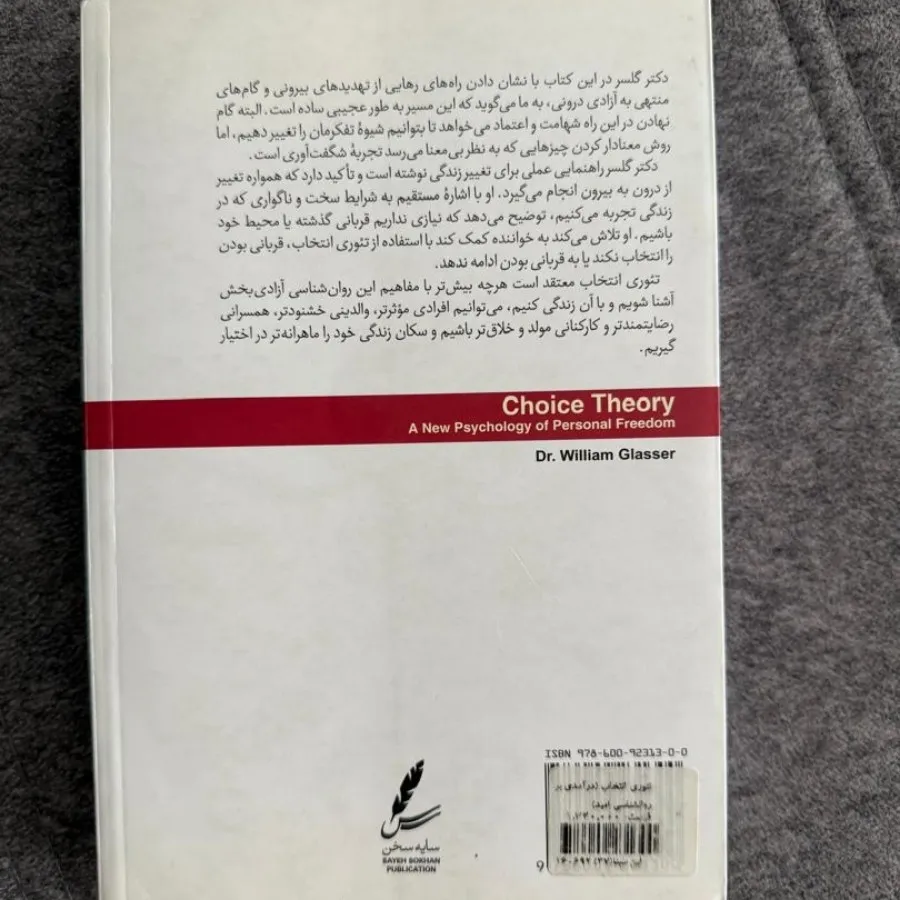 دکتر گلسر در این کتاب با نشان دادن راه‌های رهایی از تهدیدهای بیرونی و گام‌های
منتهی به آزادی درونی، به ما می‌گوید که این مسیر به طور عجیبی ساده است. البته گام
نهادن در این راه شهامت و اعتماد می‌خواهد تا بتوانیم شیوهٔ تفکرمان را تغییر دهیم، اما
روش معنادار کردن چیزهایی که به نظر بی‌معنا می‌رسد تجربهٔ شگفت‌آوری است.
دکتر گلسر راهنمایی عملی برای تغییر زندگی نوشته است و تأکید دارد که همواره تغییر
از درون به بیرون انجام می‌گیرد. او با اشارهٔ مستقیم به شرایط سخت و ناگواری که در
زندگی تجربه می‌کنیم، توضیح می‌دهد که نیازی نداریم قربانی گذشته یا محیط خود
باشیم. او تلاش می‌کند به خواننده کمک کند با استفاده از تئوری انتخاب، قربانی بودن
را انتخاب نکند یا به قربانی بودن ادامه ندهد.
تئوری انتخاب معتقد است هرچه بیش‌تر با مفاهیم این روان‌شناسی آزادی‌بخش
آشنا شویم و با آن زندگی کنیم، می‌توانیم افرادی مؤثرتر، والدینی خشنودتر، همسرانی
رضایتمندتر و کارکنانی مولد و خلاق‌تر باشیم و سکان زندگی خود را ماهرانه‌تر در اختیار
گیریم.
Choice Theory
A New Psychology of Personal Freedom
Dr. William Glasser
ISBN 978-600-92313-0-0
تئوری انتخاب (درآمدی بر
روانشناسی امید)
سایه سخن
SAYEH SOKHAN
PUBLICATION